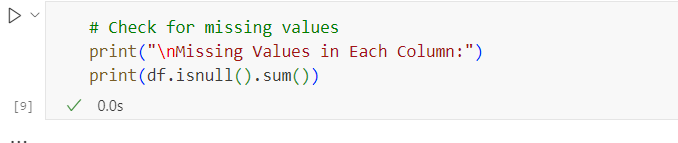 # Check for missing values
print("\nMissing Values in Each Column:")
print(df.isnull().sum())
[9]
0.0s
...